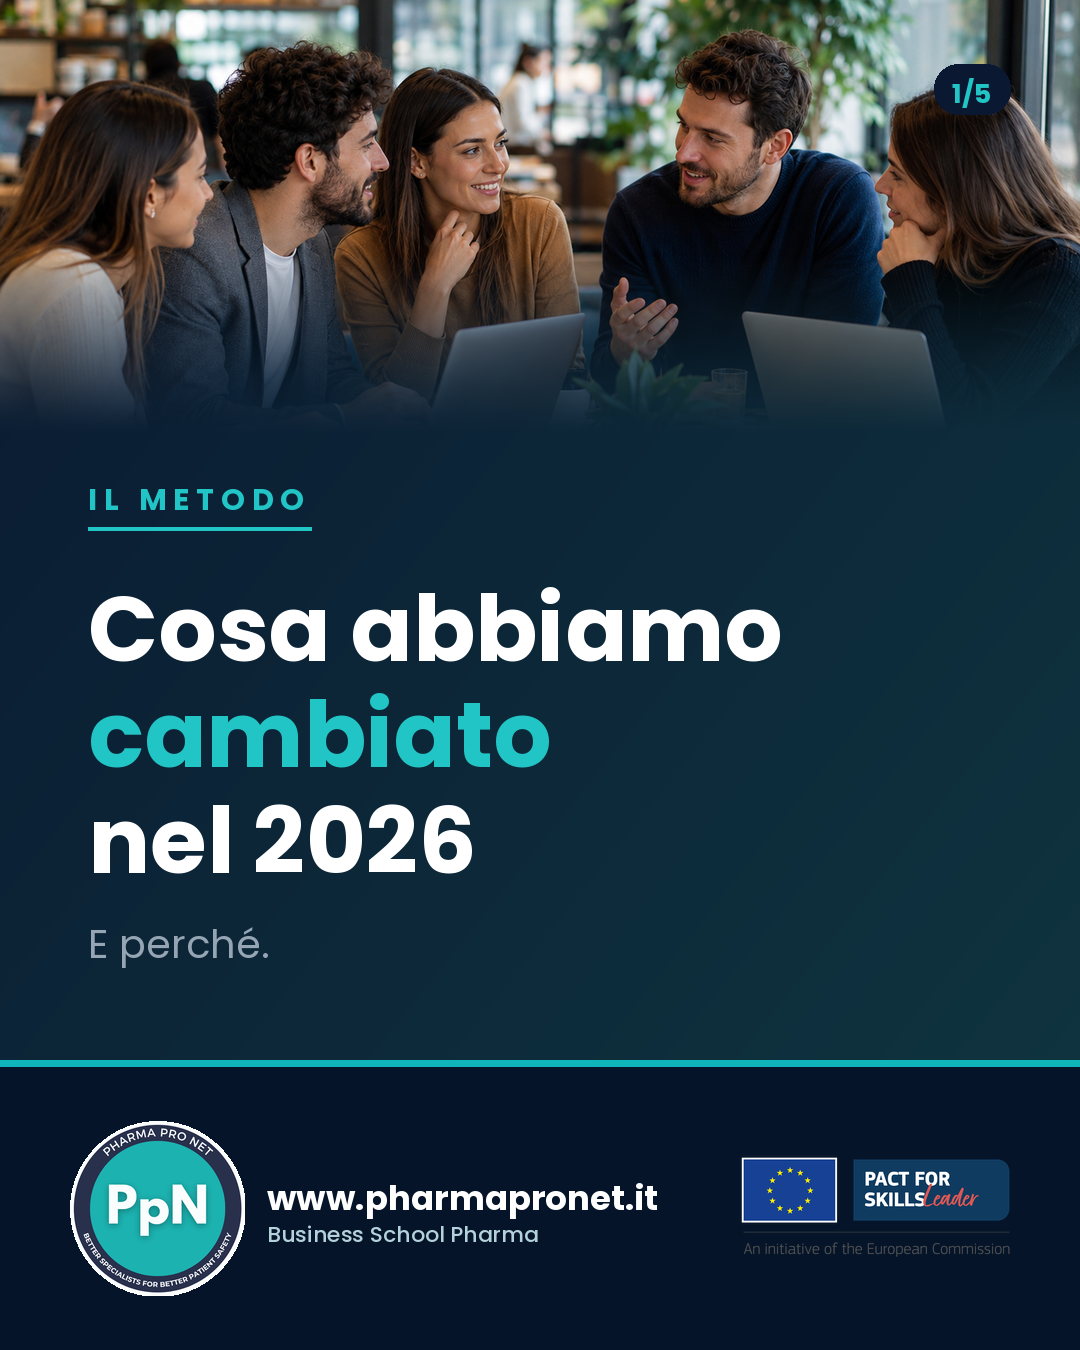 1/5
IL METODO
Cosa abbiamo
cambiato
nel 2026
E perché.
PHARMA PRO NET
PpN
BETTER SPECIALISTS FOR BETTER PATIENT SAFETY
www.pharmapronet.it
Business School Pharma
PACT FOR
SKILLS Leader
An initiative of the European Commission